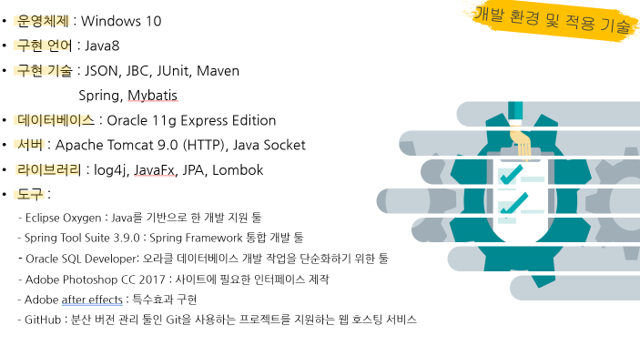 개발 환경 및 적용 기술
• 운영체제 : Windows 10
• 구현 언어 : Java8
• 구현 기술 : JSON, JBC, JUnit, Maven
Spring, Mybatis
• 데이터베이스 : Oracle 11g Express Edition
• 서버 : Apache Tomcat 9.0 (HTTP), Java Socket
• 라이브러리 : log4j, JavaFx, JPA, Lombok
• 도구 :
- Eclipse Oxygen : Java를 기반으로 한 개발 지원 툴
- Spring Tool Suite 3.9.0 : Spring Framework 통합 개발 툴
- Oracle SQL Developer: 오라클 데이터베이스 개발 작업을 단순화하기 위한 툴
- Adobe Photoshop CC 2017 : 사이트에 필요한 인터페이스 제작
- Adobe after effects : 특수효과 구현
- GitHub : 분산 버전 관리 툴인 Git을 사용하는 프로젝트를 지원하는 웹 호스팅 서비스